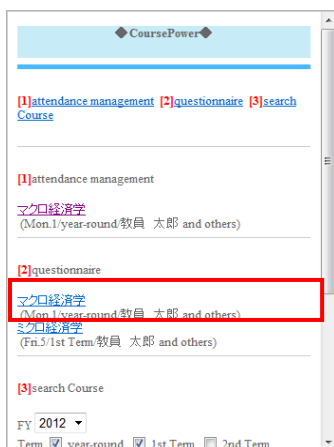 ◆CoursePower◆
[1]attendance management [2]questionnaire [3]search
Course
[1]attendance management
マクロ経済学
(Mon.1/year-round/教員　太郎 and others)
[2]questionnaire
マクロ経済学
(Mon.1/year-round/教員　太郎 and others)
ミクロ経済学
(Fri.5/1st Term/教員　太郎 and others)
[3]search Course
FY 2012
Term year-round 1st Term 2nd Term